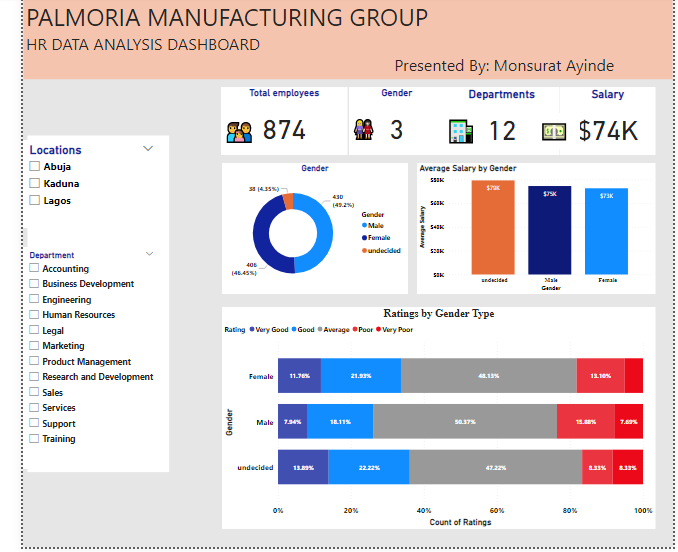 PALMORIA MANUFACTURING GROUP
HR DATA ANALYSIS DASHBOARD
Presented By: Monsurat Ayinde
Total employees
874
Gender
3
Departments
12
Salary
$74K
Locations
Abuja
Kaduna
Lagos
Department
Accounting
Business Development
Engineering
Human Resources
Legal
Marketing
Product Management
Research and Development
Sales
Services
Support
Training
Gender
38 (4.35%)
430
(49.2%)
406
(46.45%)
Gender
Male
Female
undecided
Average Salary by Gender
Average Salary
$80K
$60K
$40K
$20K
$0K
$79K
$75K
$73K
undecided
Male
Female
Gender
Ratings by Gender Type
Rating Very Good Good Average Poor Very Poor
Gender
Female 11.76% 21.93% 48.13% 13.10%
Male 7.94% 18.11% 50.37% 15.88% 7.69%
undecided 13.89% 22.22% 47.22% 8.33% 8.33%
0% 20% 40% 60% 80% 100%
Count of Ratings